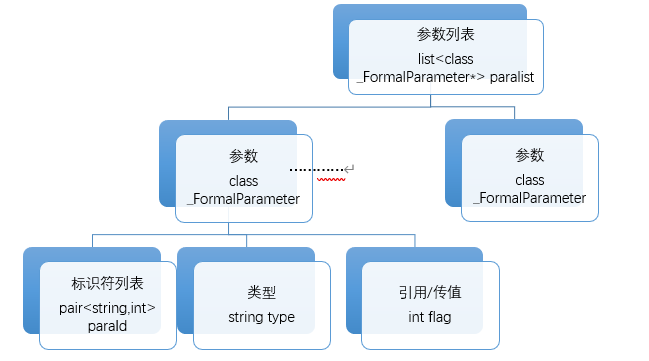 参数列表
list<class
_FormalParameter*> paralist
参数
class
_FormalParameter
…………↵
参数
class
_FormalParameter
标识符列表
pair<string,int>
paraId
类型
string type
引用/传值
int flag